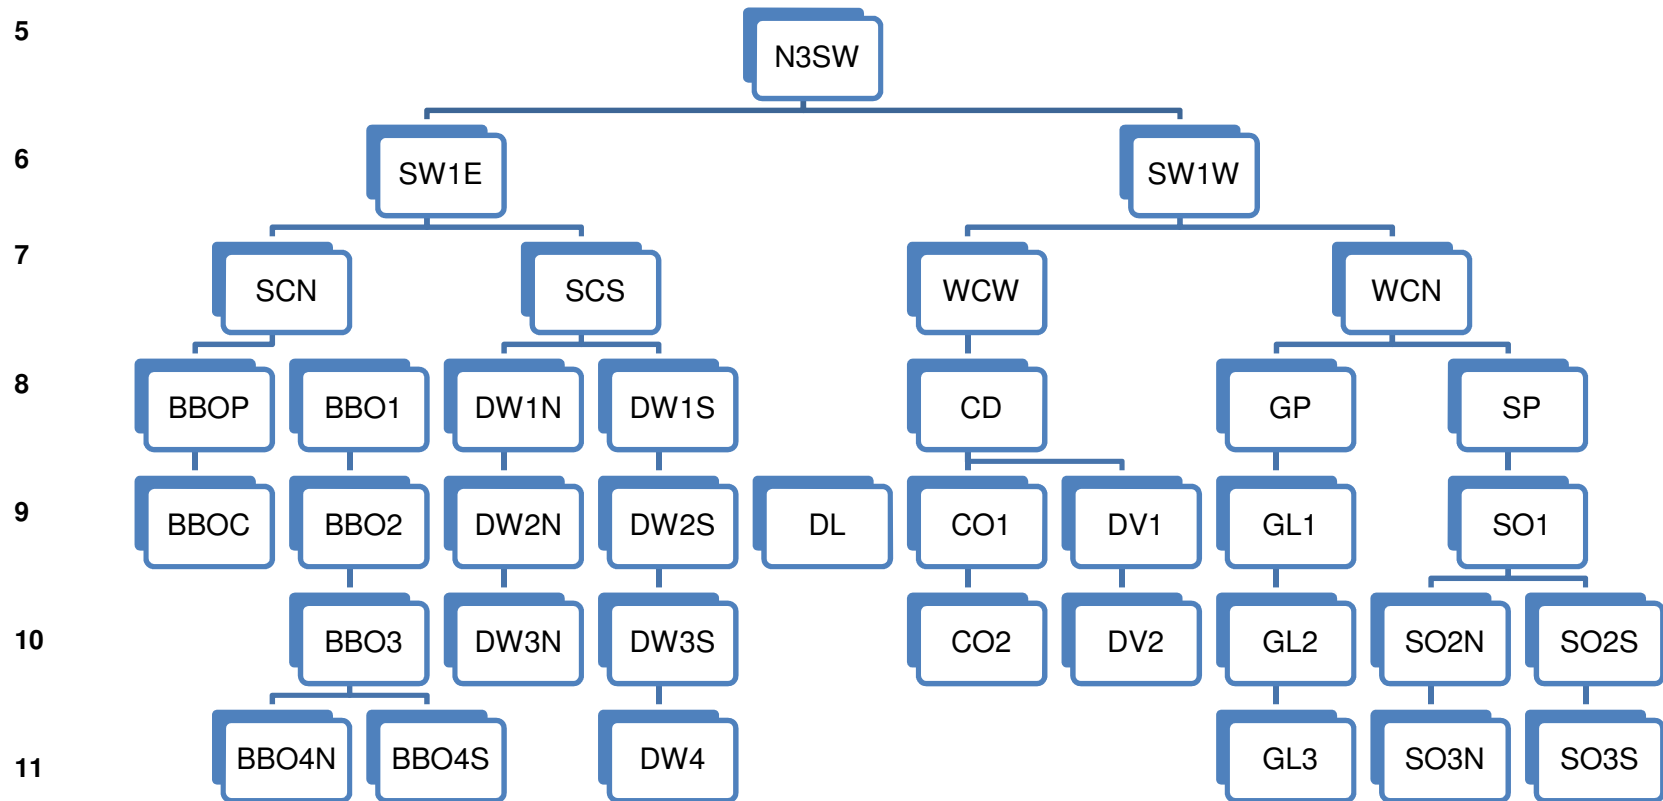 5 N3SW
6 SW1E SW1W
7 SCN SCS WCW WCN
8 BBOP BBO1 DW1N DW1S CD GP SP
9 BBOC BBO2 DW2N DW2S DL CO1 DV1 GL1 SO1
10 BBO3 DW3N DW3S CO2 DV2 GL2 SO2N SO2S
11 BBO4N BBO4S DW4 GL3 SO3N SO3S